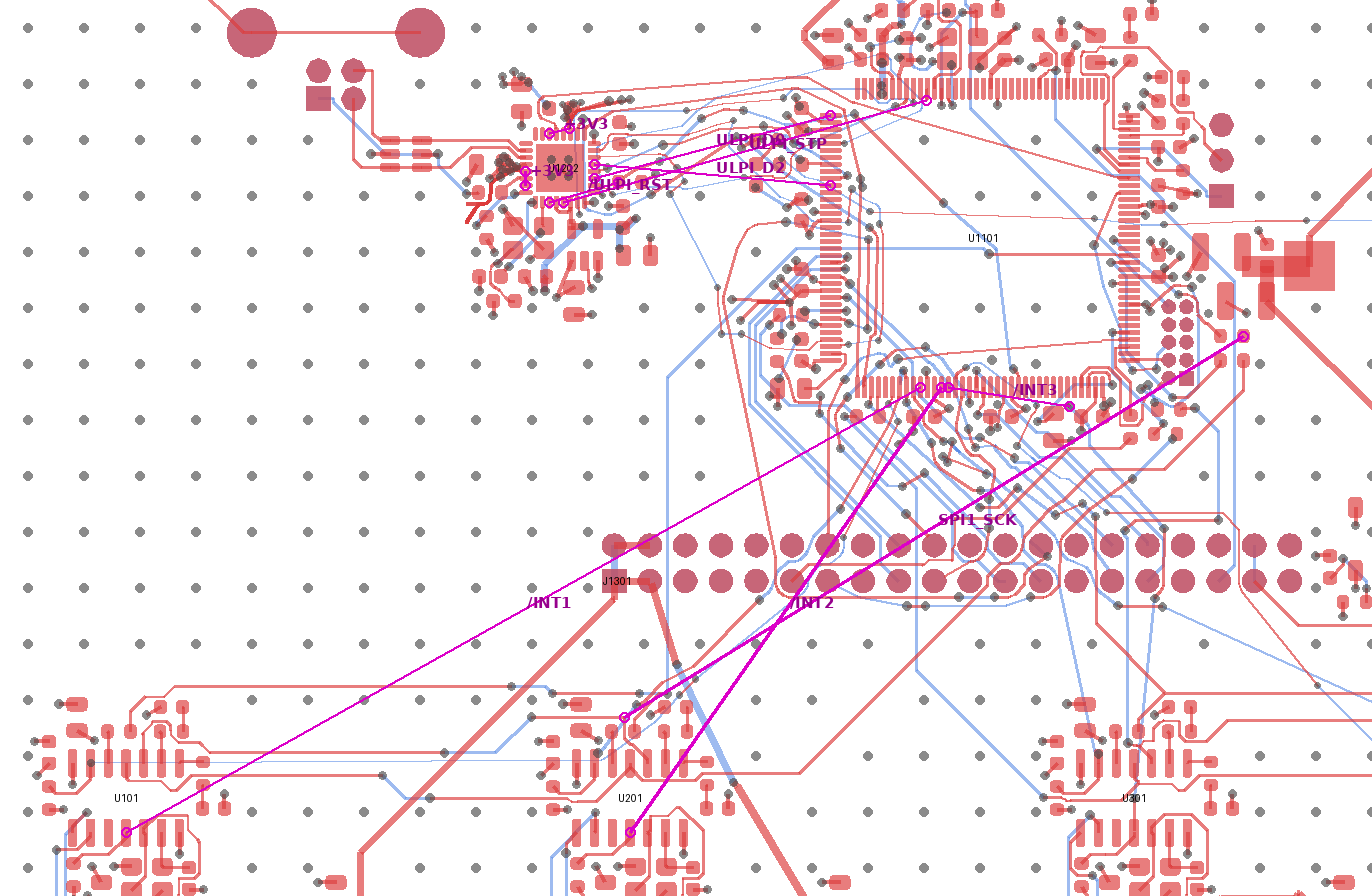 +3V3
ULPI_STP
U1202
+3V3
ULPI_D2
/ULPI_RST
U1101
/INT3
SPI1_SCK
J1301
/INT1
/INT2
U101
U201
U301